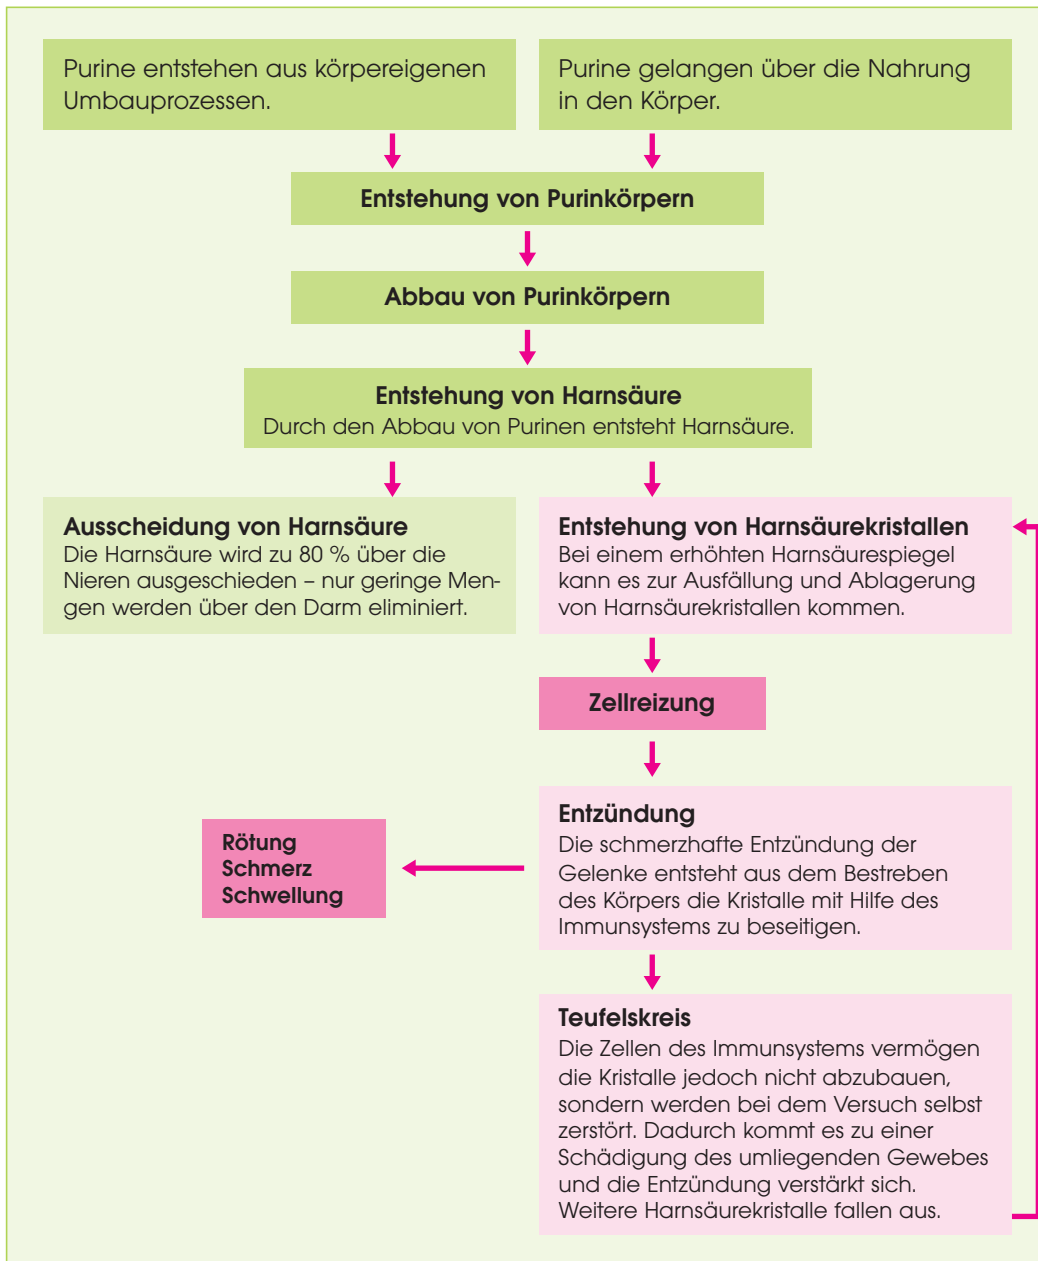 Purine entstehen aus körpereigenen
Umbauprozessen.
Purine gelangen über die Nahrung
in den Körper.
Entstehung von Purinkörpern
Abbau von Purinkörpern
Entstehung von Harnsäure
Durch den Abbau von Purinen entsteht Harnsäure.
Ausscheidung von Harnsäure
Die Harnsäure wird zu 80 % über die
Nieren ausgeschieden – nur geringe Men-
gen werden über den Darm eliminiert.
Entstehung von Harnsäurekristallen
Bei einem erhöhten Harnsäurespiegel
kann es zur Ausfällung und Ablagerung
von Harnsäurekristallen kommen.
Zellreizung
Entzündung
Die schmerzhafte Entzündung der
Gelenke entsteht aus dem Bestreben
des Körpers die Kristalle mit Hilfe des
Immunsystems zu beseitigen.
Rötung
Schmerz
Schwellung
Teufelskreis
Die Zellen des Immunsystems vermögen
die Kristalle jedoch nicht abzubauen,
sondern werden bei dem Versuch selbst
zerstört. Dadurch kommt es zu einer
Schädigung des umliegenden Gewebes
und die Entzündung verstärkt sich.
Weitere Harnsäurekristalle fallen aus.